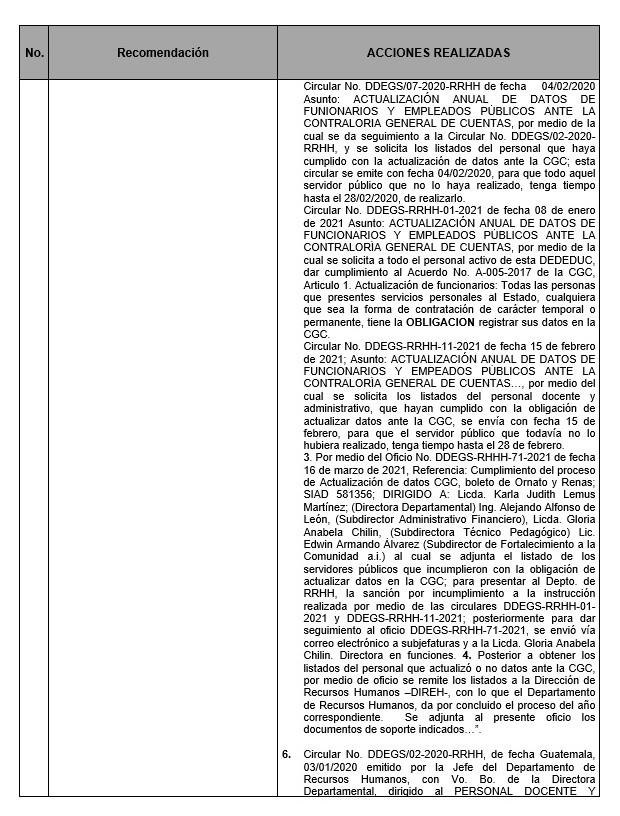 No.
Recomendación
ACCIONES REALIZADAS
Circular No. DDEGS/07-2020-RRHH de fecha 04/02/2020
Asunto: ACTUALIZACIÓN ANUAL DE DATOS DE
FUNIONARIOS Y EMPLEADOS PÚBLICOS ANTE LA
CONTRALORIA GENERAL DE CUENTAS, por medio de la
cual se da seguimiento a la Circular No. DDEGS/02-2020-
RRHH, y se solicita los listados del personal que haya
cumplido con la actualización de datos ante la CGC; esta
circular se emite con fecha 04/02/2020, para que todo aquel
servidor público que no lo haya realizado, tenga tiempo
hasta el 28/02/2020, de realizarlo.
Circular No. DDEGS-RRHH-01-2021 de fecha 08 de enero
de 2021 Asunto: ACTUALIZACIÓN ANUAL DE DATOS DE
FUNCIONARIOS Y EMPLEADOS PÚBLICOS ANTE LA
CONTRALORÍA GENERAL DE CUENTAS, por medio de la
cual se solicita a todo el personal activo de esta DEDEDUC,
dar cumplimiento al Acuerdo No. A-005-2017 de la CGC,
Articulo 1. Actualización de funcionarios: Todas las personas
que presentes servicios personales al Estado, cualquiera
que sea la forma de contratación de carácter temporal o
permanente, tiene la OBLIGACION registrar sus datos en la
CGC.
Circular No. DDEGS-RRHH-11-2021 de fecha 15 de febrero
de 2021; Asunto: ACTUALIZACIÓN ANUAL DE DATOS DE
FUNCIONARIOS Y EMPEADOS PÚBLICOS ANTE LA
CONTRALORÍA GENERAL DE CUENTAS…, por medio del
cual se solicita los listados del personal docente y
administrativo, que hayan cumplido con la obligación de
actualizar datos ante la CGC, se envía con fecha 15 de
febrero, para que el servidor público que todavía no lo
hubiera realizado, tenga tiempo hasta el 28 de febrero.
3. Por medio del Oficio No. DDEGS-RHHH-71-2021 de fecha
16 de marzo de 2021, Referencia: Cumplimiento del proceso
de Actualización de datos CGC, boleto de Ornato y Renas;
SIAD 581356; DIRIGIDO A: Licda. Karla Judith Lemus
Martínez; (Directora Departamental) Ing. Alejando Alfonso de
León, (Subdirector Administrativo Financiero), Licda. Gloria
Anabela Chilin, (Subdirectora Técnico Pedagógico) Lic.
Edwin Armando Álvarez (Subdirector de Fortalecimiento a la
Comunidad a.i.) al cual se adjunta el listado de los
servidores públicos que incumplieron con la obligación de
actualizar datos en la CGC; para presentar al Depto. de
RRHH, la sanción por incumplimiento a la instrucción
realizada por medio de las circulares DDEGS-RRHH-01-
2021 y DDEGS-RRHH-11-2021; posteriormente para dar
seguimiento al oficio DDEGS-RRHH-71-2021, se envió vía
correo electrónico a subjefaturas y a la Licda. Gloria Anabela
Chilin. Directora en funciones. 4. Posterior a obtener los
listados del personal que actualizó o no datos ante la CGC,
por medio de oficio se remite los listados a la Dirección de
Recursos Humanos –DIREH-, con lo que el Departamento
de Recursos Humanos, da por concluido el proceso del año
correspondiente. Se adjunta al presente oficio los
documentos de soporte indicados…”.
6. Circular No. DDEGS/02-2020-RRHH, de fecha Guatemala,
03/01/2020 emitido por la Jefe del Departamento de
Recursos Humanos, con Vo. Bo. de la Directora
Departamental, dirigido al PERSONAL DOCENTE Y